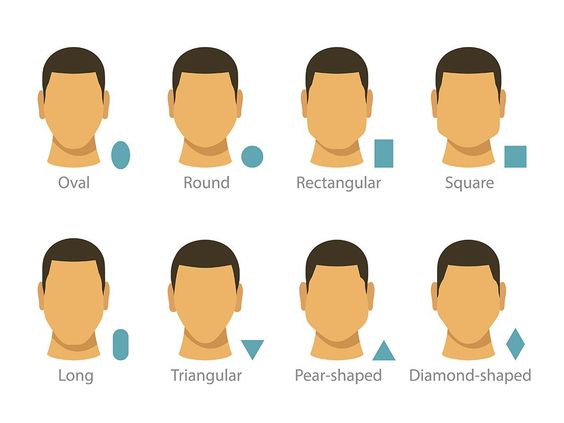 Oval
Round
Rectangular
Square
Long
Triangular
Pear-shaped
Diamond-shaped